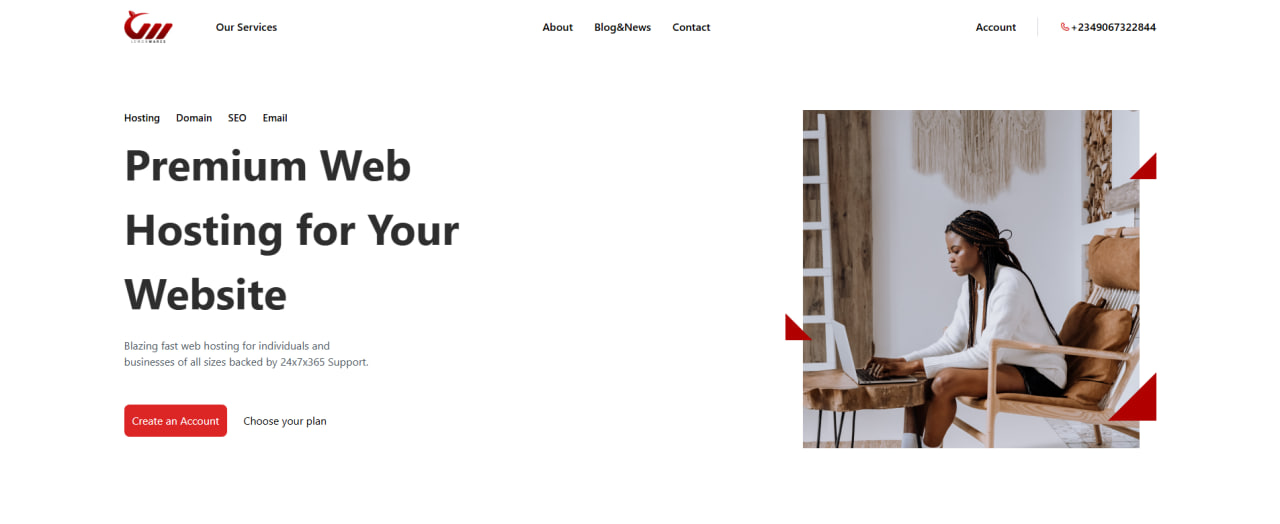 Our Services
About
Blog&News
Contact
Account
+2349067322844
Hosting
Domain
SEO
Email
Premium Web
Hosting for Your
Website
Blazing fast web hosting for individuals and
businesses of all sizes backed by 24x7x365 Support.
Create an Account
Choose your plan